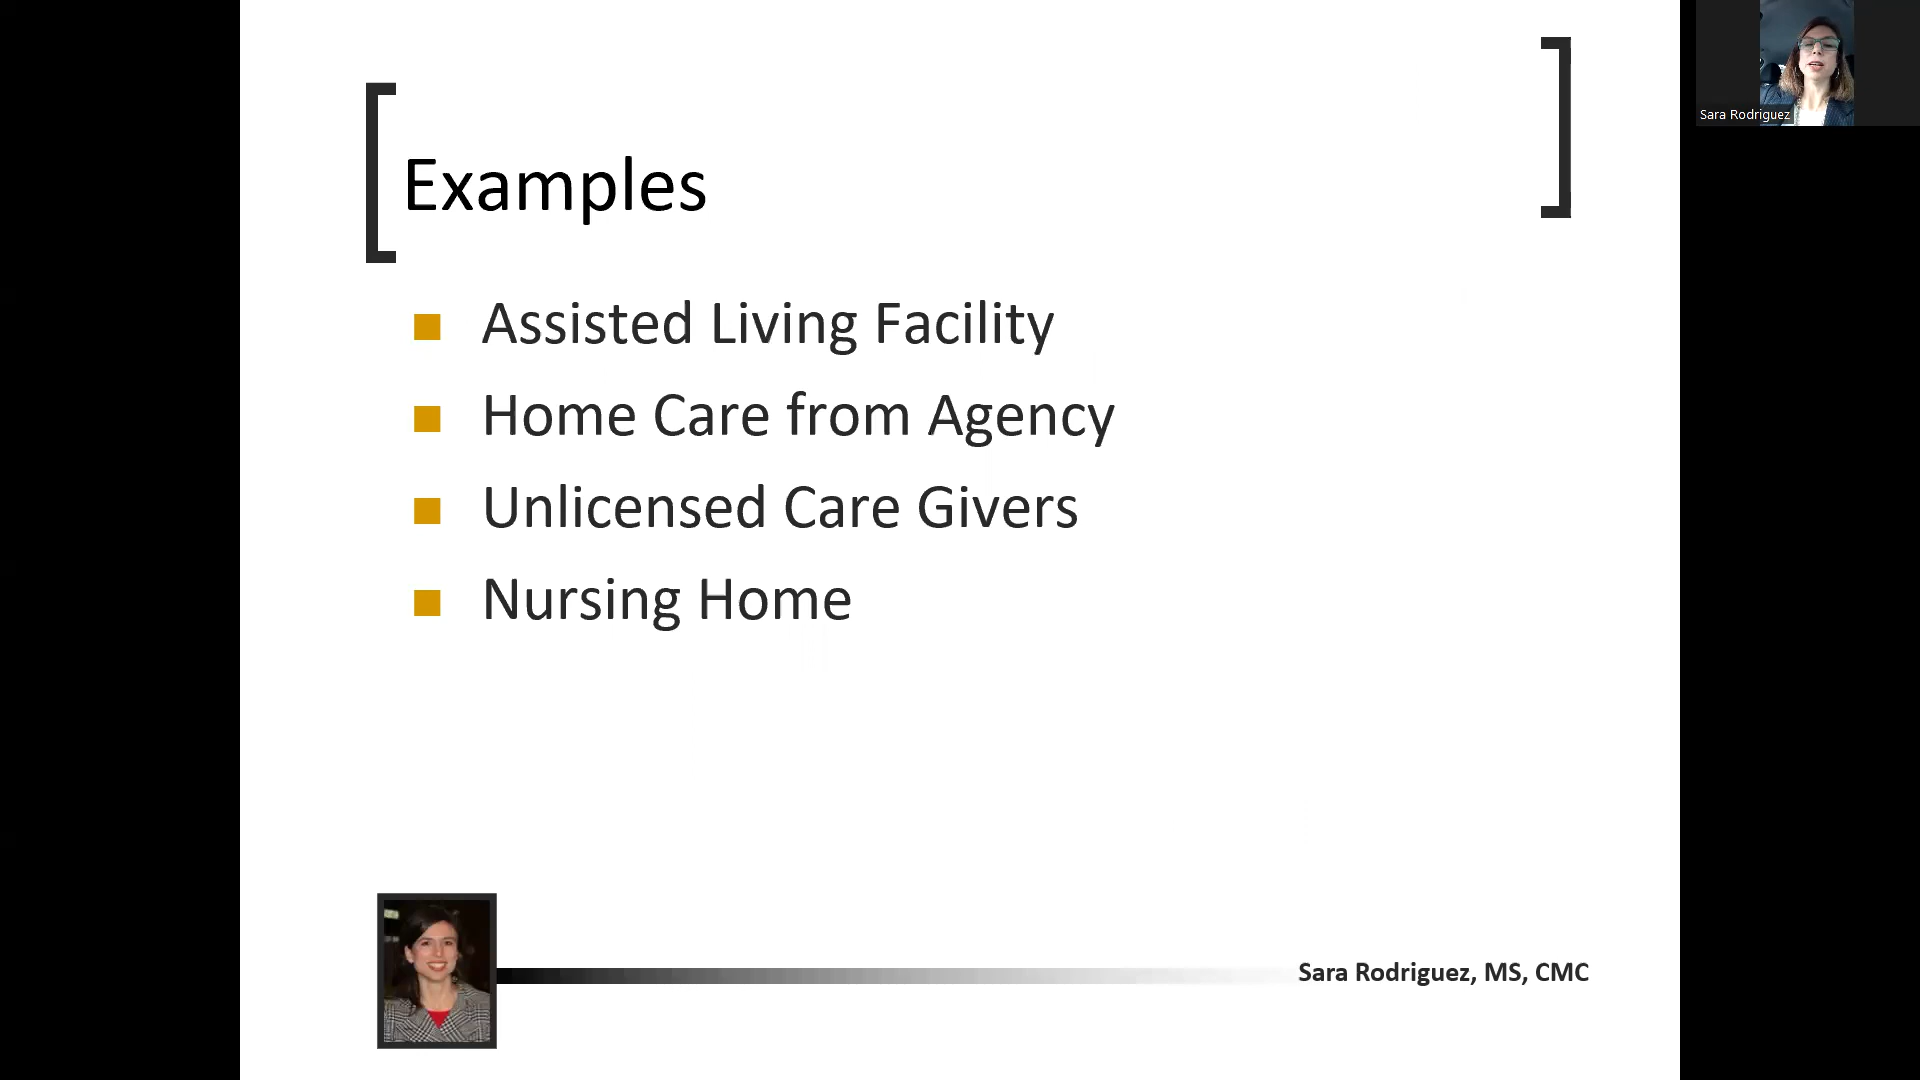 Examples
Assisted Living Facility
Home Care from Agency
Unlicensed Care Givers
Nursing Home
Sara Rodriguez, MS, CMC
Sara Rodriguez